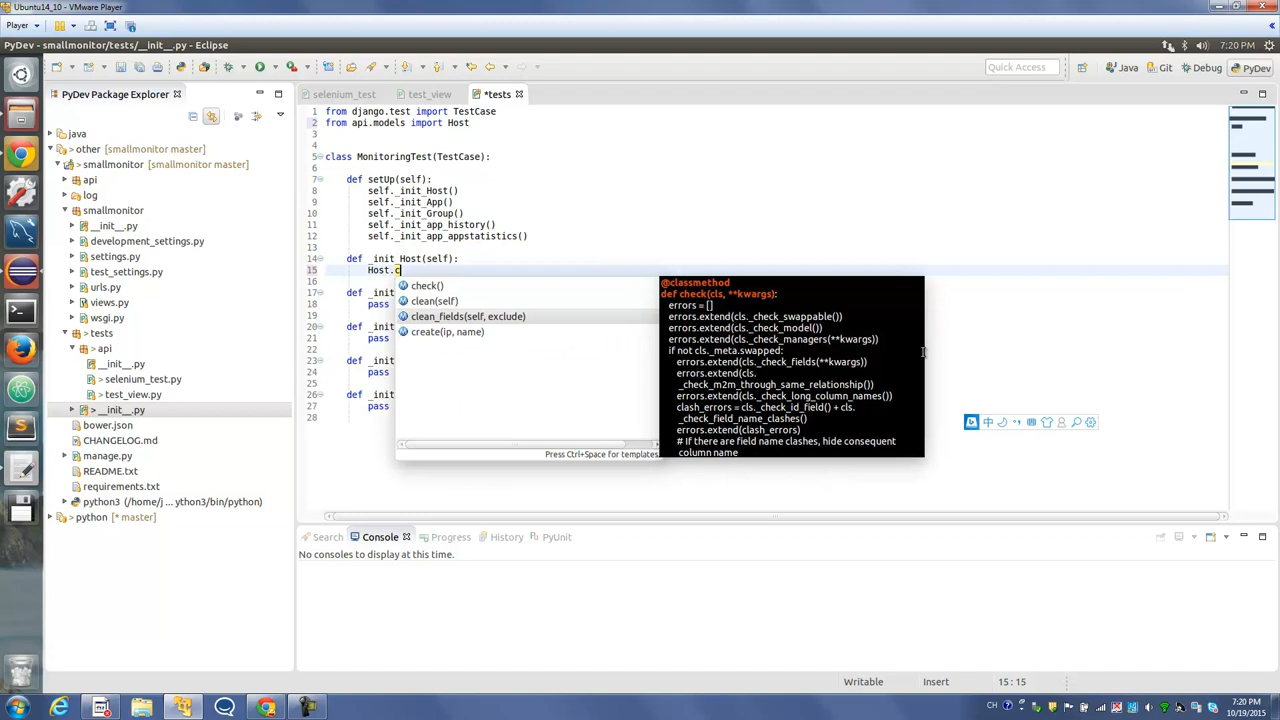 Ubuntu14_10 - VMware Player
Player
PyDev - smallmonitor/tests/__init__.py - Eclipse
7:20 PM
Quick Access
Java
Git
Debug
PyDev
PyDev Package Explorer
selenium_test
test_view
*tests
java
> other [smallmonitor master]
> smallmonitor [smallmonitor master]
> api
> log
smallmonitor
__init__.py
development_settings.py
settings.py
test_settings.py
urls.py
views.py
wsgi.py
> tests
> api
__init__.py
> selenium_test.py
> test_view.py
> __init__.py
bower.json
CHANGELOG.md
manage.py
README.txt
requirements.txt
python3 (/home/j ... ython3/bin/python)
> python [* master]
1 from django.test import TestCase
2 from api.models import Host
3
4
5 class MonitoringTest(TestCase):
6
7 def setUp(self):
8 self._init_Host()
9 self._init_App()
10 self._init_Group()
11 self._init_app_history()
12 self._init_app_appstatistics()
13
14 def _init_Host(self):
15 Host.c
16
17 def _init
18 pass
19
20 def _init
21 pass
22
23 def _init
24 pass
25
26 def _init
27 pass
28
check()
clean(self)
clean_fields(self, exclude)
create(ip, name)
Press Ctrl+Space for templates.
@classmethod
def check(cls, **kwargs):
errors = []
errors.extend(cls._check_swappable())
errors.extend(cls._check_model())
errors.extend(cls._check_managers(**kwargs))
if not cls._meta.swapped:
errors.extend(cls._check_fields(**kwargs))
errors.extend(cls.
_check_m2m_through_same_relationship())
errors.extend(cls._check_long_column_names())
clash_errors = cls._check_id_field() + cls.
_check_field_name_clashes()
errors.extend(clash_errors)
# If there are field name clashes, hide consequent
column name
中
Search
Console
Progress
History
PyUnit
No consoles to display at this time.
Writable
Insert
15 : 15
CH
7:20 PM
10/19/2015